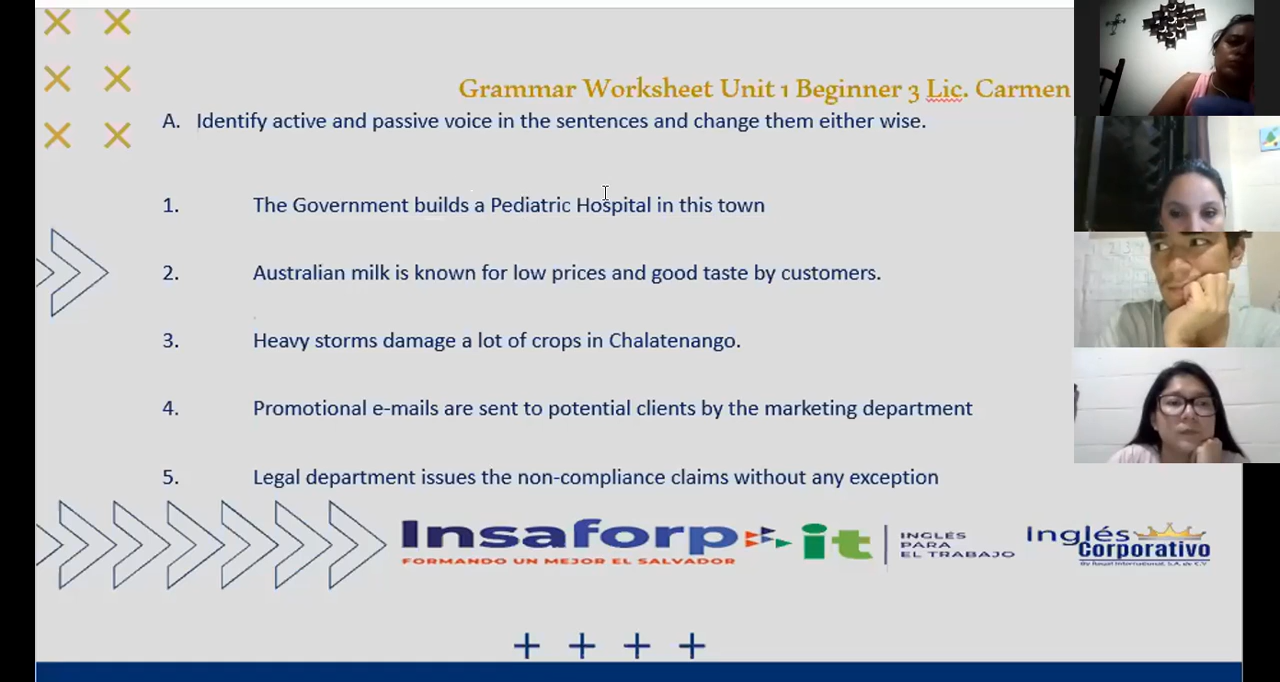 Grammar Worksheet Unit 1 Beginner 3 Lic. Carmen
A. Identify active and passive voice in the sentences and change them either wise.
1. The Government builds a Pediatric Hospital in this town
2. Australian milk is known for low prices and good taste by customers.
3. Heavy storms damage a lot of crops in Chalatenango.
4. Promotional e-mails are sent to potential clients by the marketing department
5. Legal department issues the non-compliance claims without any exception
Insaforp
FORMANDO UN MEJOR EL SALVADOR
it
INGLÉS
PARA
EL TRABAJO
Inglés
Corporativo